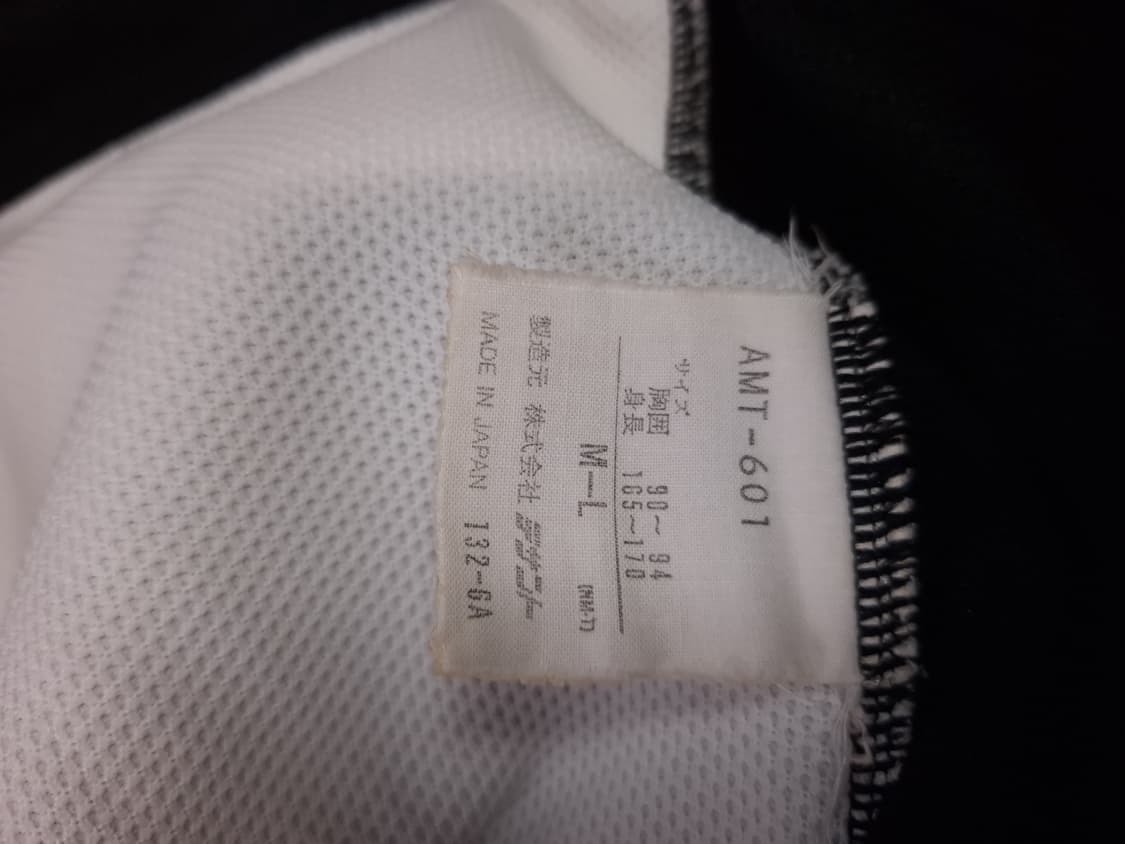 AMT-601
サイズ
胸囲 90～ 94
身長 165～170
M—L
製造元 株式会社
MADE IN JAPAN 132-GA